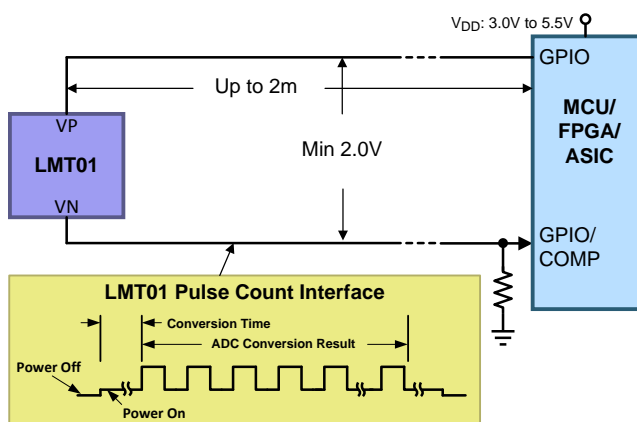 VDD: 3.0V to 5.5V
GPIO
Up to 2m
VP
LMT01
VN
Min 2.0V
MCU/
FPGA/
ASIC
GPIO/
COMP
LMT01 Pulse Count Interface
Conversion Time
ADC Conversion Result
Power Off
Power On